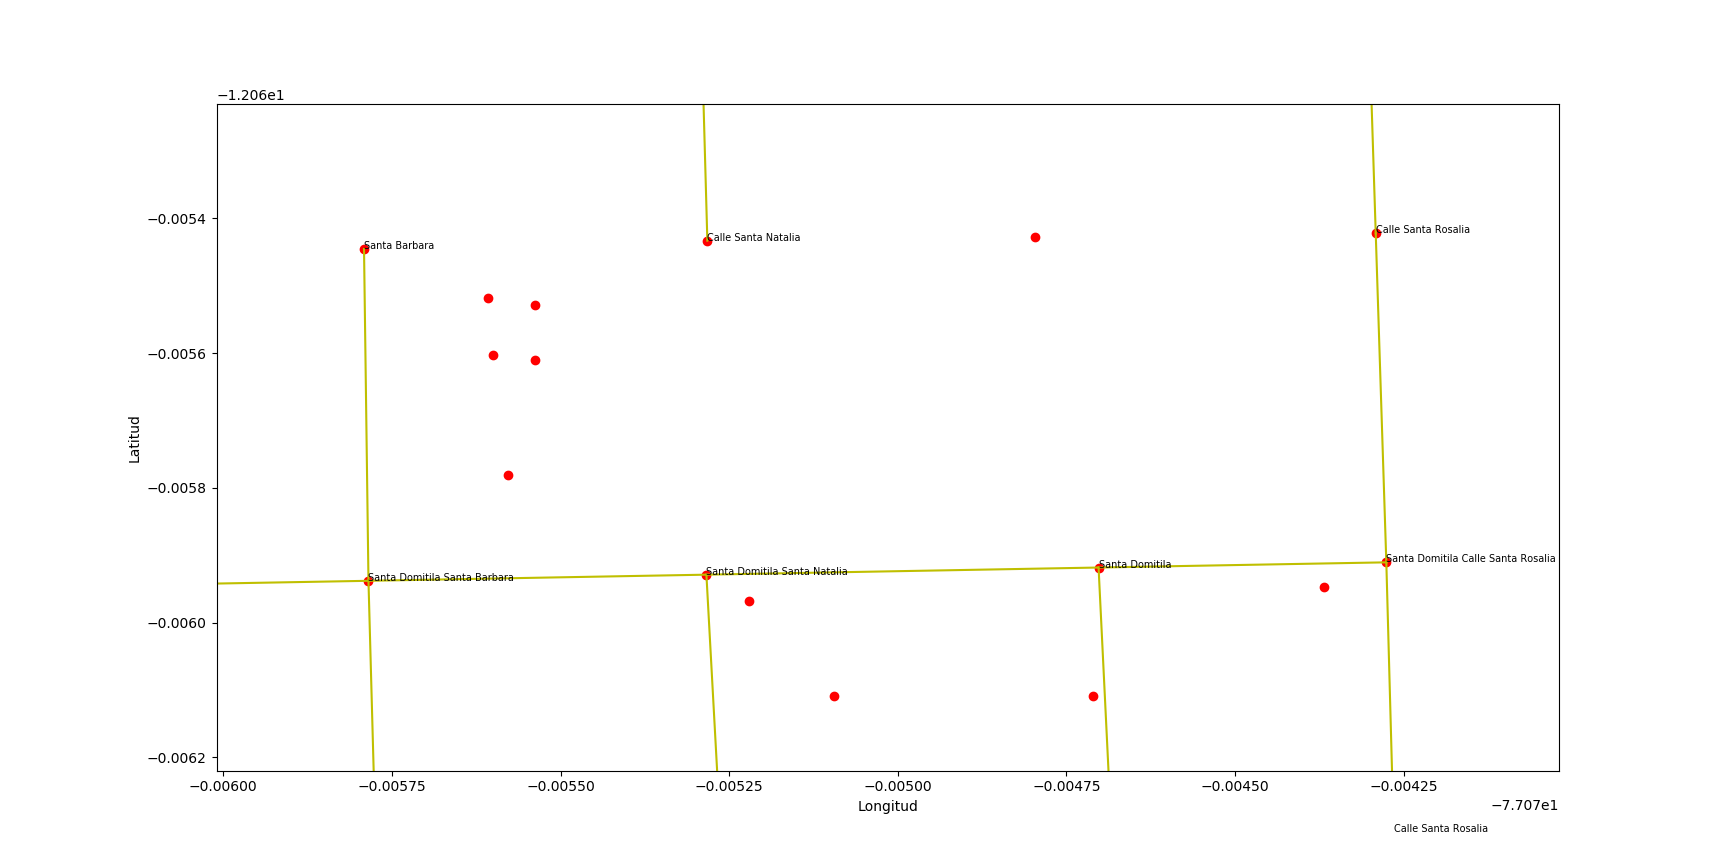 −1.206e1
−0.0054
Calle Santa Rosalia
Calle Santa Natalia
Santa Barbara
−0.0056
Latitud
−0.0058
Santa Domitila Calle Santa Rosalia
Santa Domitila
Santa Domitila Santa Natalia
Santa Domitila Santa Barbara
−0.0060
−0.0062
−0.00600 −0.00575 −0.00550 −0.00525 −0.00500 −0.00475 −0.00450 −0.00425
Longitud
−7.707e1
Calle Santa Rosalia